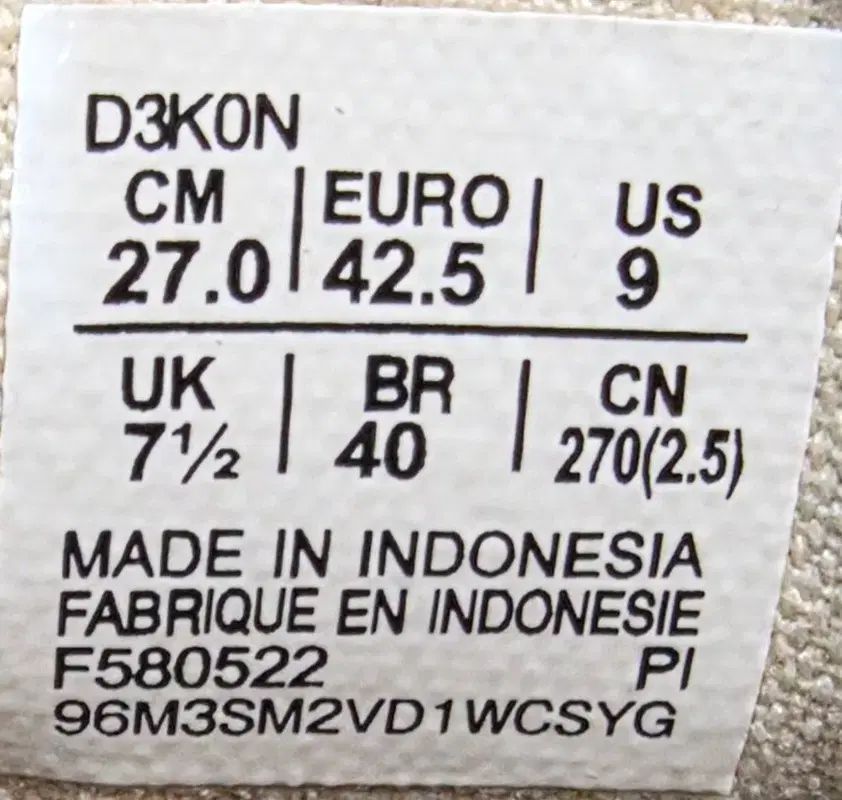 D3K0N
CM | EURO | US
27.0 | 42.5 | 9
UK | BR | CN
7½ | 40 | 270(2.5)
MADE IN INDONESIA
FABRIQUE EN INDONESIE
F580522 PI
96M3SM2VD1WCSYG